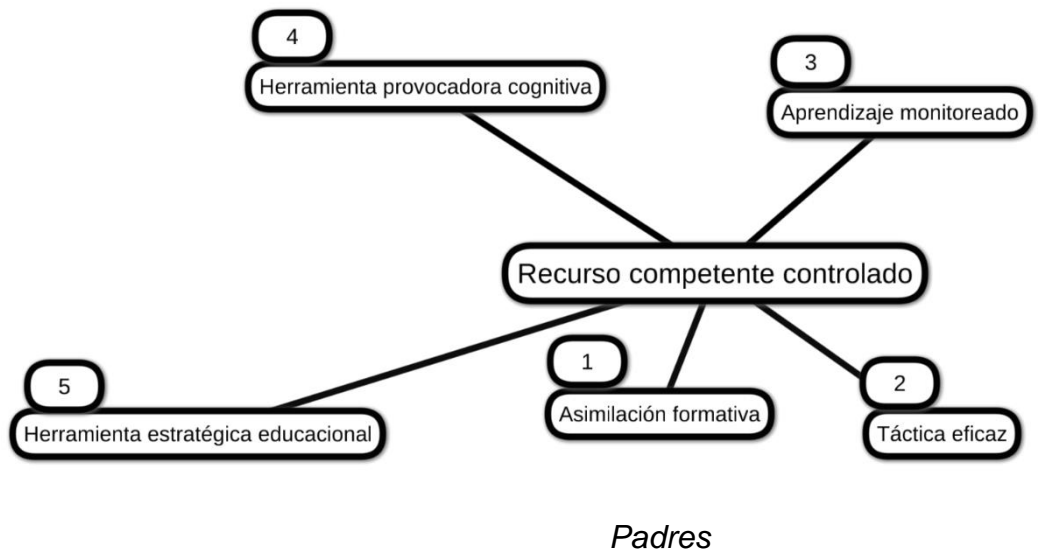 4
Herramienta provocadora cognitiva
3
Aprendizaje monitoreado
Recurso competente controlado
5
Herramienta estratégica educacional
1
Asimilación formativa
2
Táctica eficaz
Padres